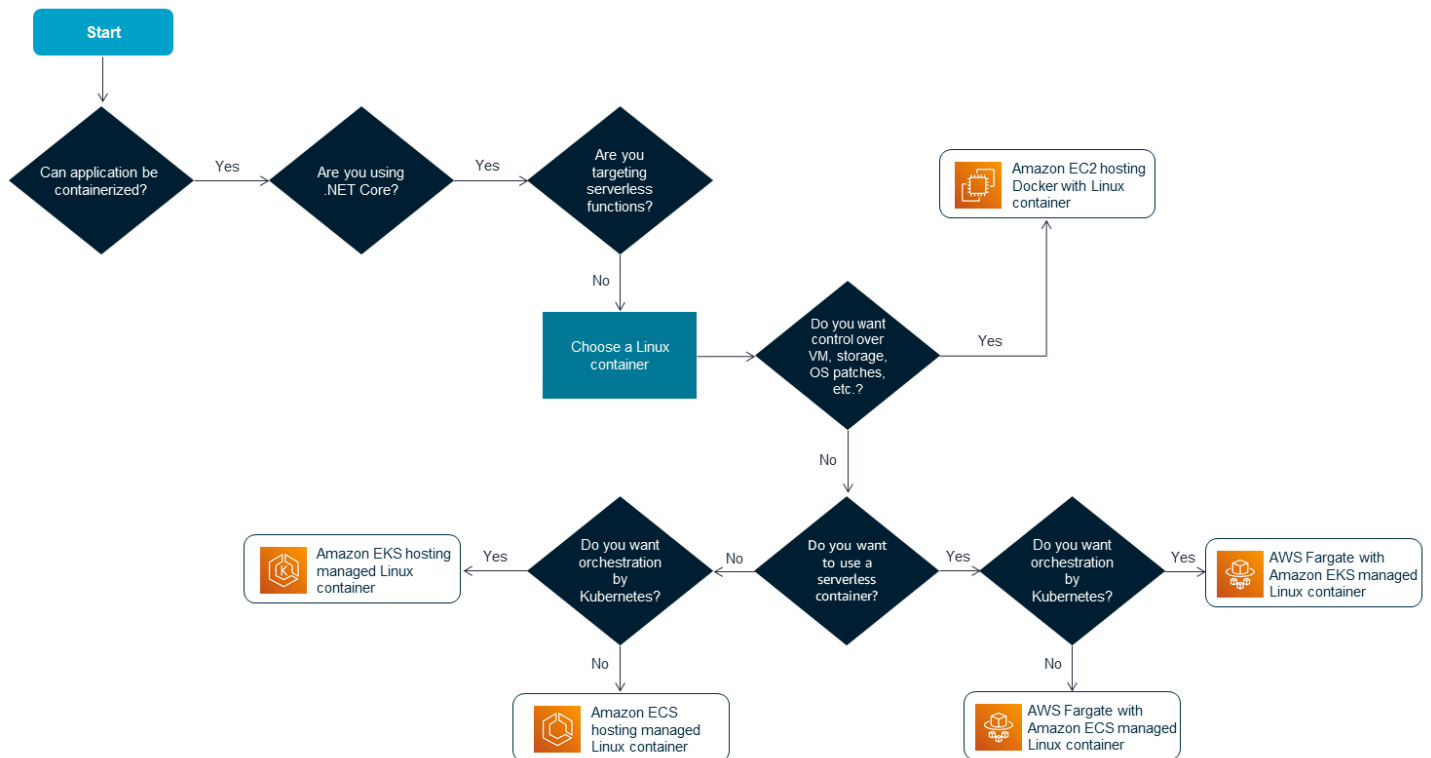 Start
Can application be
containerized?
Yes
Are you using
.NET Core?
Yes
Are you
targeting
serverless
functions?
No
Choose a Linux
container
Do you want
control over
VM, storage,
OS patches,
etc.?
Yes
Amazon EC2 hosting
Docker with Linux
container
No
Do you want
to use a
serverless
container?
No
Do you want
orchestration
by
Kubernetes?
Yes
K
Amazon EKS hosting
managed Linux
container
No
Amazon ECS
hosting managed
Linux container
Yes
Do you want
orchestration
by
Kubernetes?
Yes
AWS Fargate with
Amazon EKS managed
Linux container
No
AWS Fargate with
Amazon ECS managed
Linux container